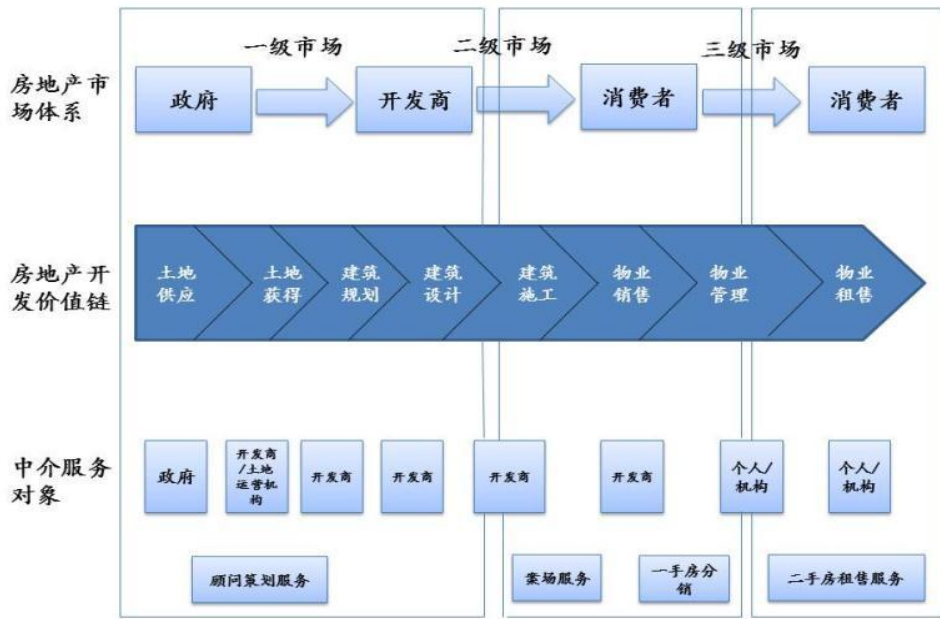 一级市场
二级市场
三级市场
房地产市
场体系
政府
开发商
消费者
消费者
房地产开
发价值链
土地
供应
土地
获得
建筑
规划
建筑
设计
建筑
施工
物业
销售
物业
管理
物业
租售
中介服务
对象
政府
开发商
/土地
运营机
构
开发商
开发商
开发商
开发商
个人/
机构
个人/
机构
顾问策划服务
案场服务
一手房分
销
二手房租售服务